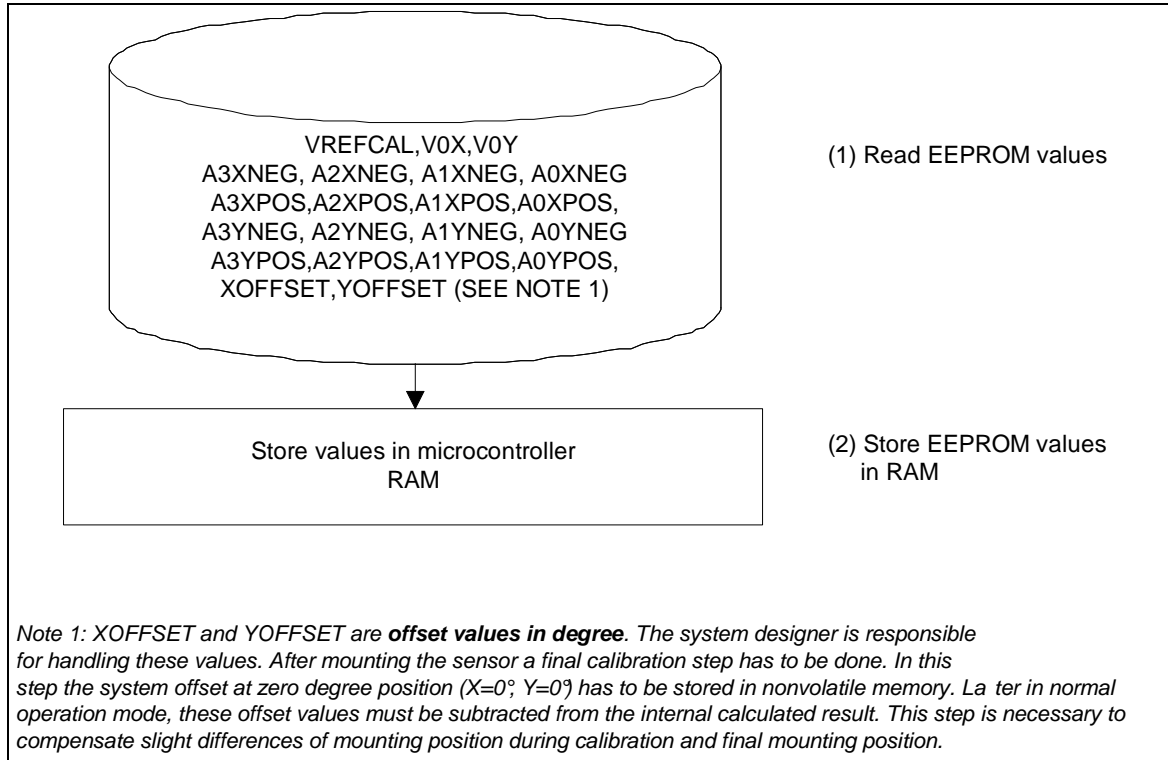 VREFCAL,V0X,V0Y
A3XNEG, A2XNEG, A1XNEG, A0XNEG
A3XPOS,A2XPOS,A1XPOS,A0XPOS,
A3YNEG, A2YNEG, A1YNEG, A0YNEG
A3YPOS,A2YPOS,A1YPOS,A0YPOS,
XOFFSET,YOFFSET (SEE NOTE 1)
(1) Read EEPROM values
Store values in microcontroller
RAM
(2) Store EEPROM values
in RAM
Note 1: XOFFSET and YOFFSET are offset values in degree. The system designer is responsible
for handling these values. After mounting the sensor a final calibration step has to be done. In this
step the system offset at zero degree position (X=0°, Y=0°) has to be stored in nonvolatile memory. La ter in normal
operation mode, these offset values must be subtracted from the internal calculated result. This step is necessary to
compensate slight differences of mounting position during calibration and final mounting position.